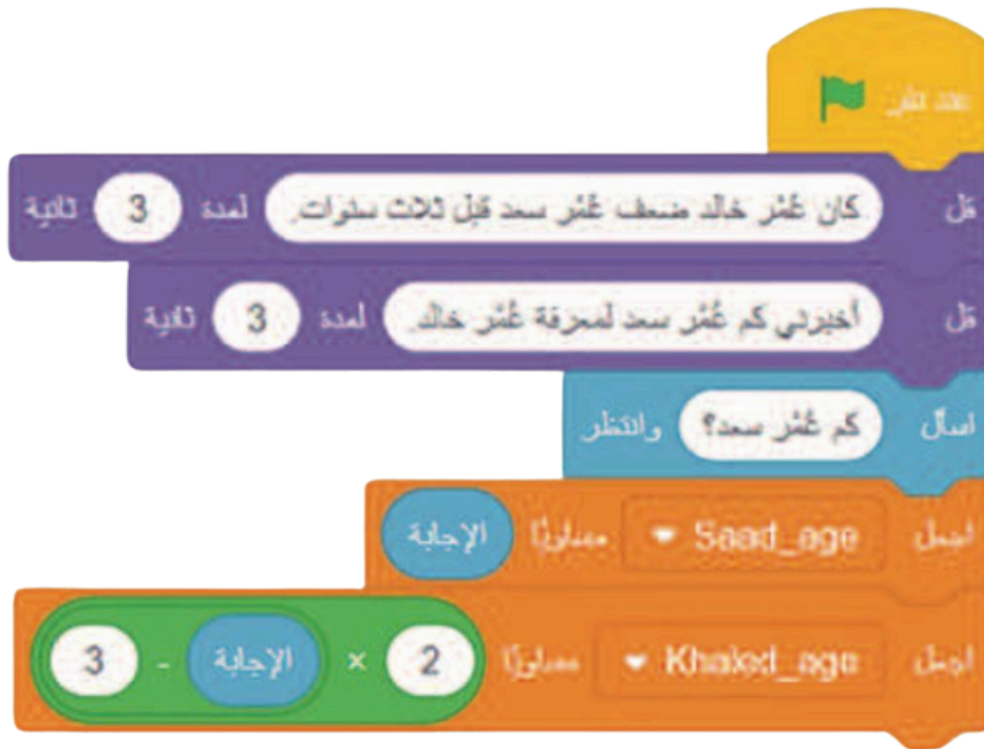 عند نقر
قل كان عُمْر خالد ضعف عُمْر سعد قبل ثلاث سنوات. لمدة 3 ثانية
قل أخبرني كم عُمْر سعد لمعرفة عُمْر خالد. لمدة 3 ثانية
اسأل كم عُمْر سعد؟ وانتظر
اجعل Saad_age مساويًا الإجابة
اجعل Khaled_age مساويًا 2 × الإجابة - 3